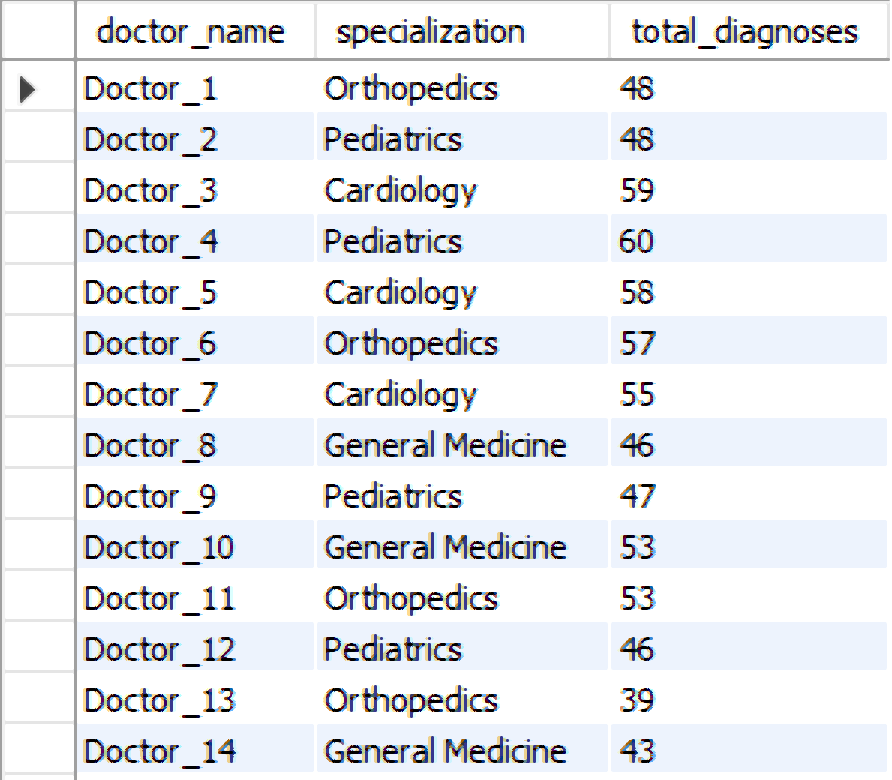 doctor_name specialization total_diagnoses
Doctor_1 Orthopedics 48
Doctor_2 Pediatrics 48
Doctor_3 Cardiology 59
Doctor_4 Pediatrics 60
Doctor_5 Cardiology 58
Doctor_6 Orthopedics 57
Doctor_7 Cardiology 55
Doctor_8 General Medicine 46
Doctor_9 Pediatrics 47
Doctor_10 General Medicine 53
Doctor_11 Orthopedics 53
Doctor_12 Pediatrics 46
Doctor_13 Orthopedics 39
Doctor_14 General Medicine 43